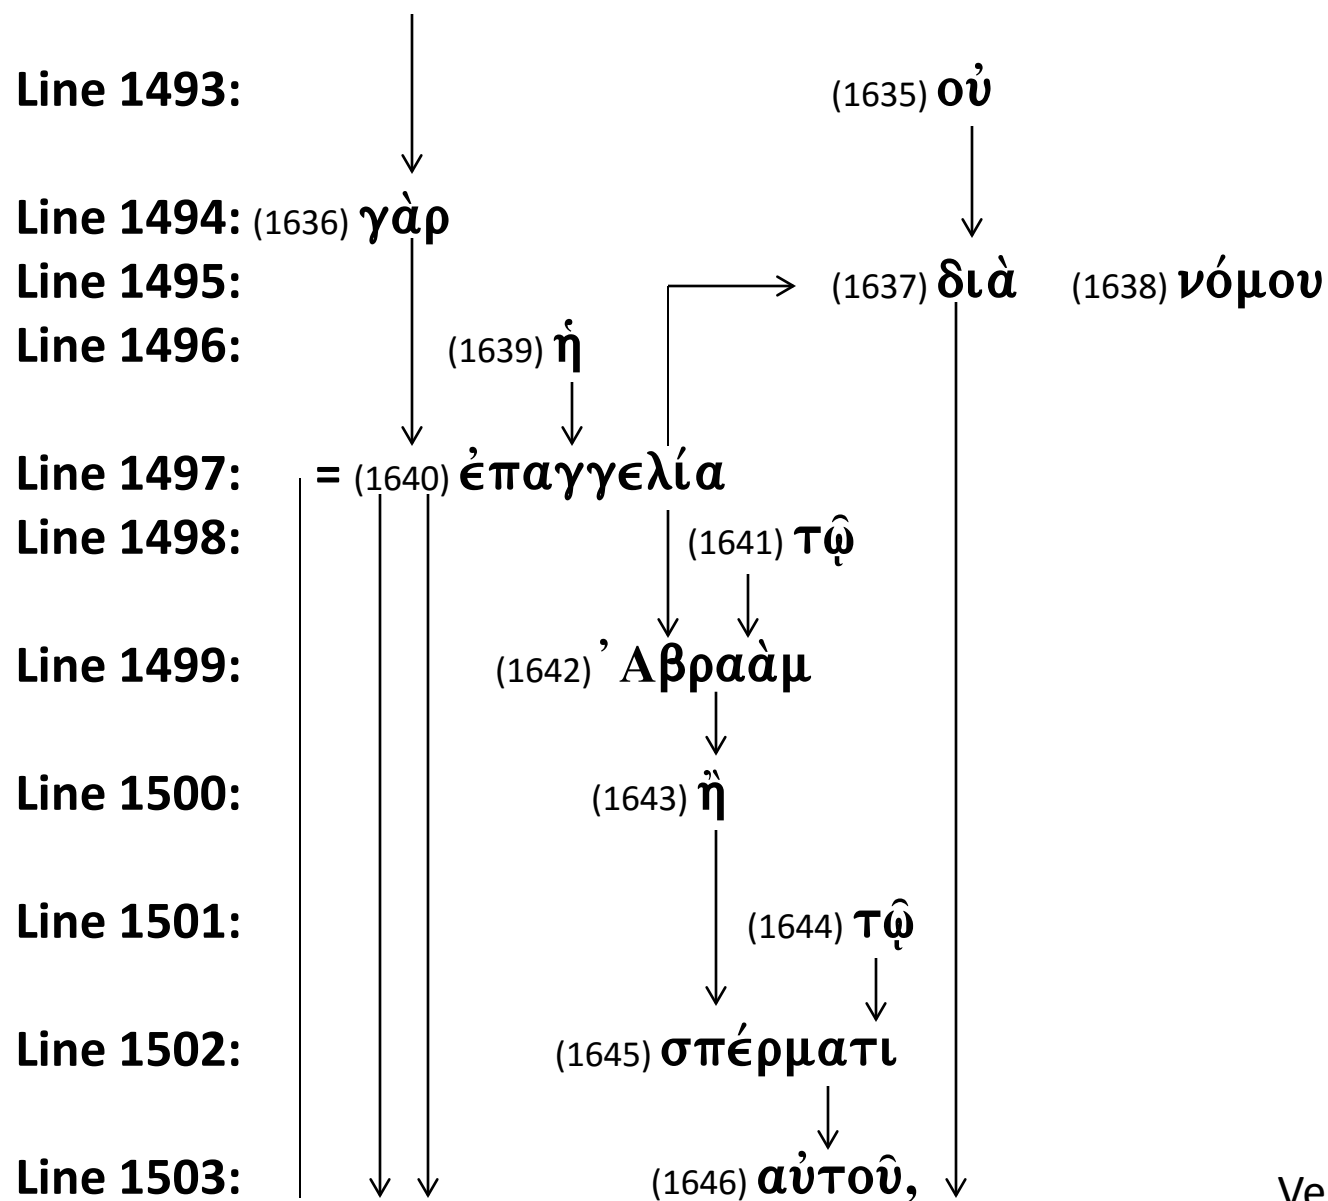 Line 1493: (1635) οὐ
Line 1494: (1636) γὰρ
Line 1495: (1637) διὰ (1638) νόμου
Line 1496: (1639) ἡ
Line 1497: = (1640) ἐπαγγελία
Line 1498: (1641) τῷ
Line 1499: (1642) Ἀβραὰμ
Line 1500: (1643) ἢ
Line 1501: (1644) τῷ
Line 1502: (1645) σπέρματι
Line 1503: (1646) αὐτοῦ, Ve